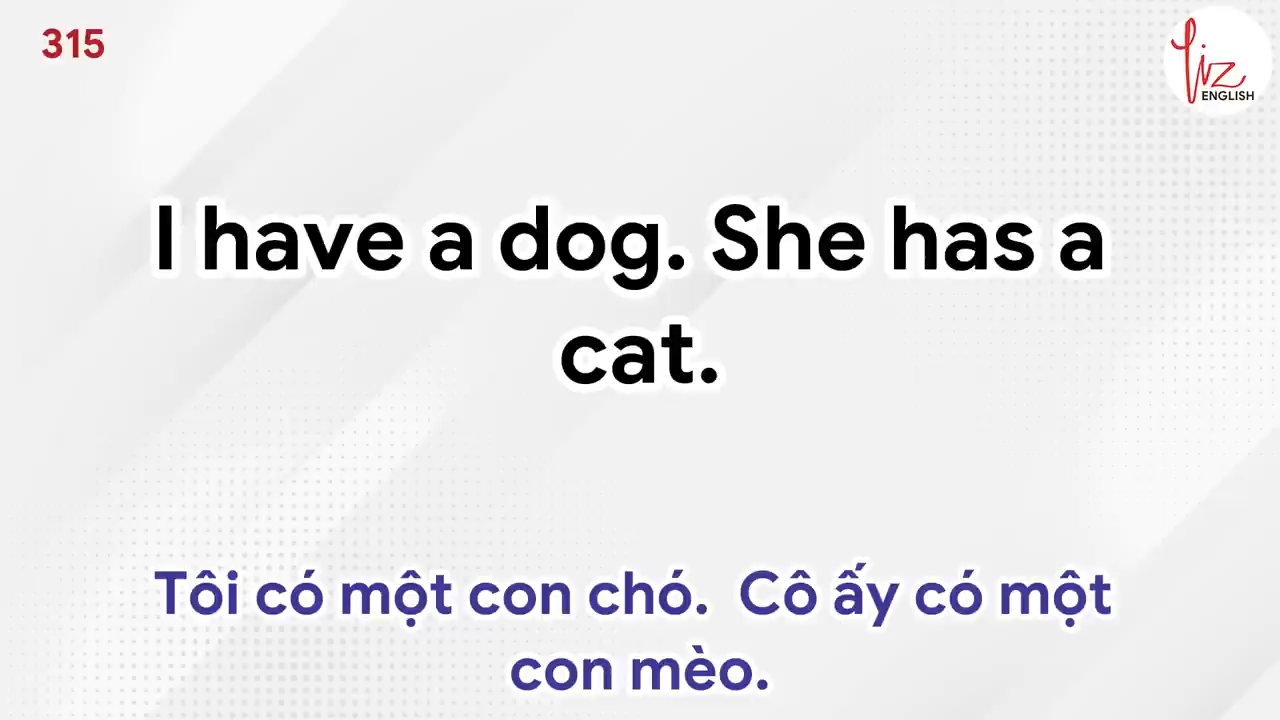 315
Liz
ENGLISH
I have a dog. She has a
cat.
Tôi có một con chó. Cô ấy có một
con mèo.